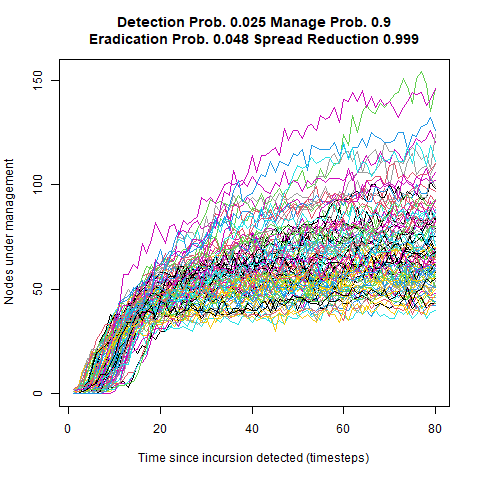 Detection Prob. 0.025 Manage Prob. 0.9
Eradication Prob. 0.048 Spread Reduction 0.999
Nodes under management
150
100
50
0
0 20 40 60 80
Time since incursion detected (timesteps)